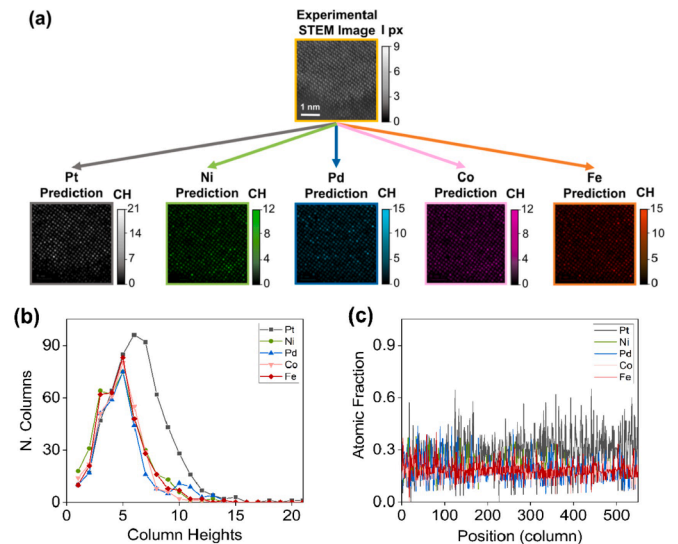 (a)
Experimental
STEM Image
I px
9
6
3
0
1 nm
Pt
Prediction
CH
21
14
7
0
Ni
Prediction
CH
12
8
4
0
Pd
Prediction
CH
15
10
5
0
Co
Prediction
CH
12
8
4
0
Fe
Prediction
CH
15
10
5
0
(b)
N. Columns
90
60
30
0
0 5 10 15 20
Column Heights
Pt
Ni
Pd
Co
Fe
(c)
Atomic Fraction
0.9
0.6
0.3
0.0
0 100 200 300 400 500
Position (column)
Pt
Ni
Pd
Co
Fe